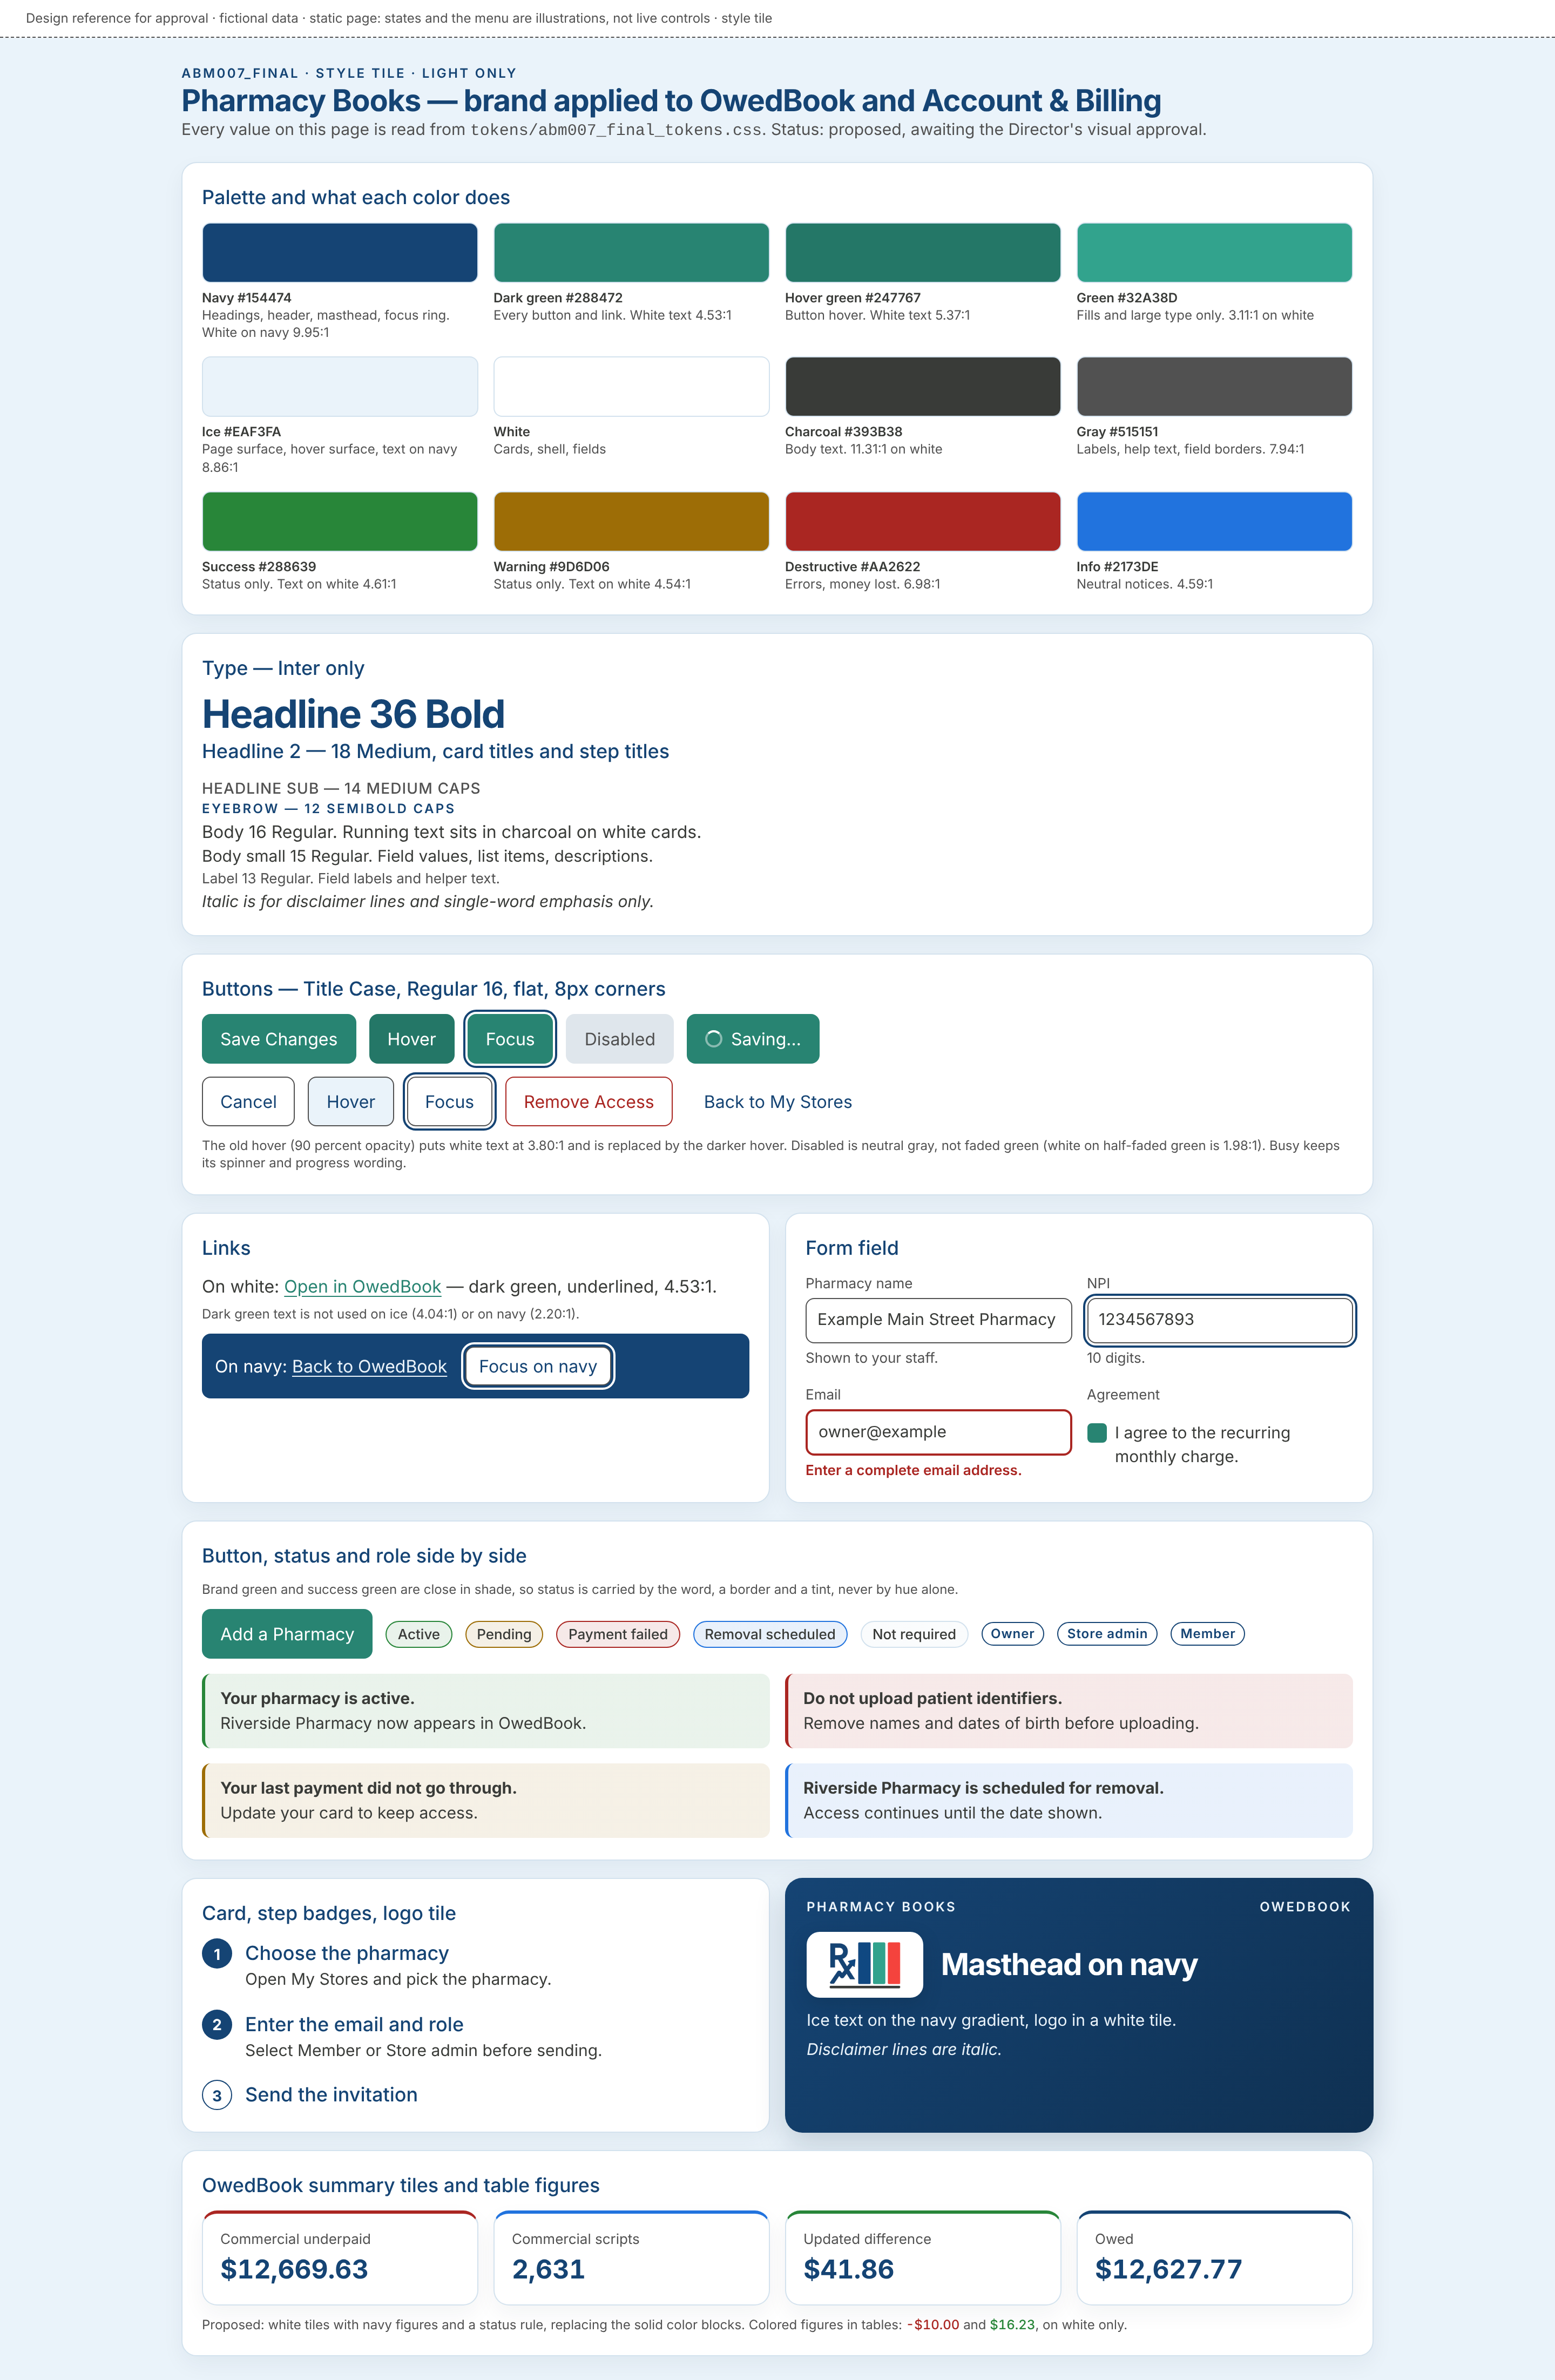 Design reference for approval · fictional data · static page: states and the menu are illustrations, not live controls · style tile
ABM007_FINAL · STYLE TILE · LIGHT ONLY
Pharmacy Books — brand applied to OwedBook and Account & Billing
Every value on this page is read from tokens/abm007_final_tokens.css. Status: proposed, awaiting the Director's visual approval.
Palette and what each color does
Navy #154474
Headings, header, masthead, focus ring.
White on navy 9.95:1
Dark green #288472
Every button and link. White text 4.53:1
Hover green #247767
Button hover. White text 5.37:1
Green #32A38D
Fills and large type only. 3.11:1 on white
Ice #EAF3FA
Page surface, hover surface, text on navy
8.86:1
White
Cards, shell, fields
Charcoal #393B38
Body text. 11.31:1 on white
Gray #515151
Labels, help text, field borders. 7.94:1
Success #288639
Status only. Text on white 4.61:1
Warning #9D6D06
Status only. Text on white 4.54:1
Destructive #AA2622
Errors, money lost. 6.98:1
Info #2173DE
Neutral notices. 4.59:1
Type — Inter only
Headline 36 Bold
Headline 2 — 18 Medium, card titles and step titles
HEADLINE SUB — 14 MEDIUM CAPS
EYEBROW — 12 SEMIBOLD CAPS
Body 16 Regular. Running text sits in charcoal on white cards.
Body small 15 Regular. Field values, list items, descriptions.
Label 13 Regular. Field labels and helper text.
Italic is for disclaimer lines and single-word emphasis only.
Buttons — Title Case, Regular 16, flat, 8px corners
Save Changes
Hover
Focus
Disabled
Saving...
Cancel
Hover
Focus
Remove Access
Back to My Stores
The old hover (90 percent opacity) puts white text at 3.80:1 and is replaced by the darker hover. Disabled is neutral gray, not faded green (white on half-faded green is 1.98:1). Busy keeps
its spinner and progress wording.
Links
On white: Open in OwedBook — dark green, underlined, 4.53:1.
Dark green text is not used on ice (4.04:1) or on navy (2.20:1).
On navy: Back to OwedBook
Focus on navy
Form field
Pharmacy name
Example Main Street Pharmacy
Shown to your staff.
NPI
1234567893
10 digits.
Email
owner@example
Enter a complete email address.
Agreement
I agree to the recurring
monthly charge.
Button, status and role side by side
Brand green and success green are close in shade, so status is carried by the word, a border and a tint, never by hue alone.
Add a Pharmacy
Active
Pending
Payment failed
Removal scheduled
Not required
Owner
Store admin
Member
Your pharmacy is active.
Riverside Pharmacy now appears in OwedBook.
Do not upload patient identifiers.
Remove names and dates of birth before uploading.
Your last payment did not go through.
Update your card to keep access.
Riverside Pharmacy is scheduled for removal.
Access continues until the date shown.
Card, step badges, logo tile
1
Choose the pharmacy
Open My Stores and pick the pharmacy.
2
Enter the email and role
Select Member or Store admin before sending.
3
Send the invitation
PHARMACY BOOKS
OWEDBOOK
Rx
Masthead on navy
Ice text on the navy gradient, logo in a white tile.
Disclaimer lines are italic.
OwedBook summary tiles and table figures
Commercial underpaid
$12,669.63
Commercial scripts
2,631
Updated difference
$41.86
Owed
$12,627.77
Proposed: white tiles with navy figures and a status rule, replacing the solid color blocks. Colored figures in tables: -$10.00 and $16.23, on white only.